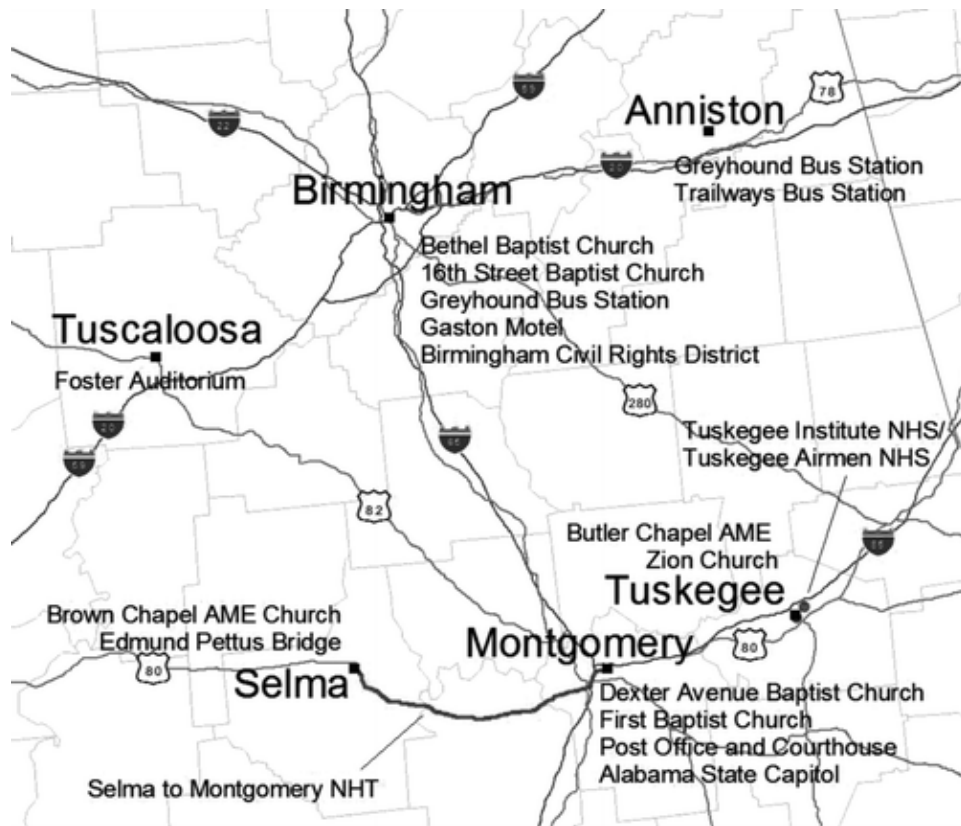 65
78
Anniston
22
20
Greyhound Bus Station
Trailways Bus Station
Birmingham
Bethel Baptist Church
16th Street Baptist Church
Greyhound Bus Station
Gaston Motel
Birmingham Civil Rights District
Tuscaloosa
Foster Auditorium
280
20
65
59
Tuskegee Institute NHS/
Tuskegee Airmen NHS
82
Butler Chapel AME
Zion Church
Tuskegee
Brown Chapel AME Church
Edmund Pettus Bridge
80
Selma
Montgomery
80
Dexter Avenue Baptist Church
First Baptist Church
Post Office and Courthouse
Alabama State Capitol
Selma to Montgomery NHT